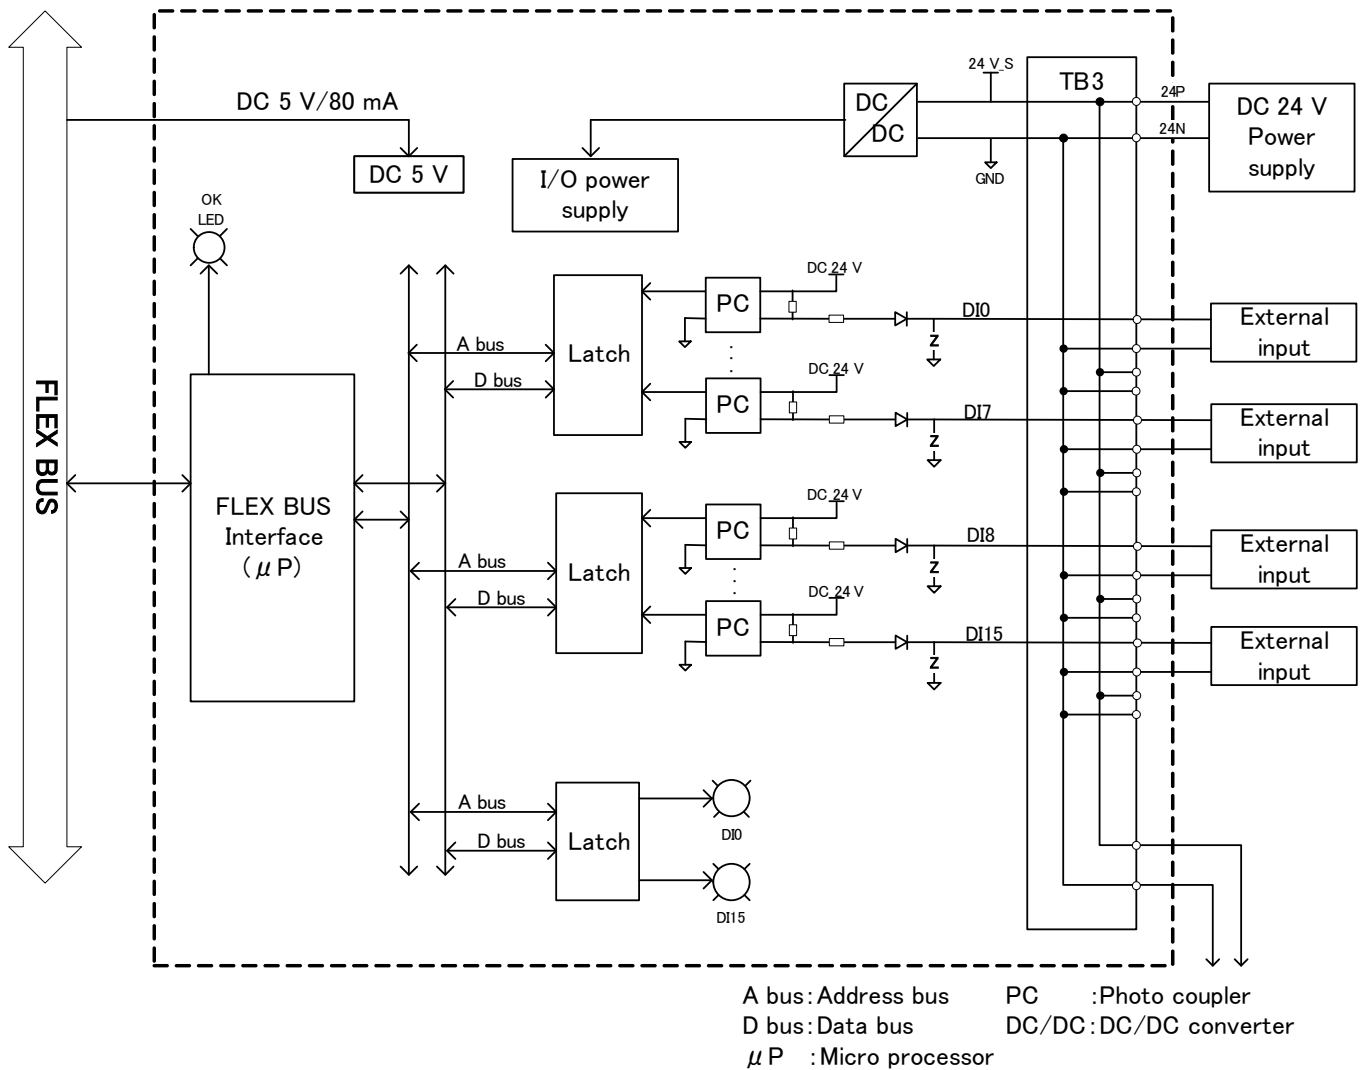 DC 5 V/80 mA
DC 5 V
OK
LED
FLEX BUS
FLEX BUS
Interface
(μP)
I/O power
supply
DC
DC
24 V_S
GND
TB3
24P
24N
DC 24 V
Power
supply
A bus
D bus
Latch
PC
DC 24 V
DI0
Z
External
input
PC
DC 24 V
DI7
Z
External
input
A bus
D bus
Latch
PC
DC 24 V
DI8
Z
External
input
PC
DC 24 V
DI15
Z
External
input
A bus
D bus
Latch
DI0
DI15
A bus:Address bus PC :Photo coupler
D bus:Data bus DC/DC:DC/DC converter
μP :Micro processor